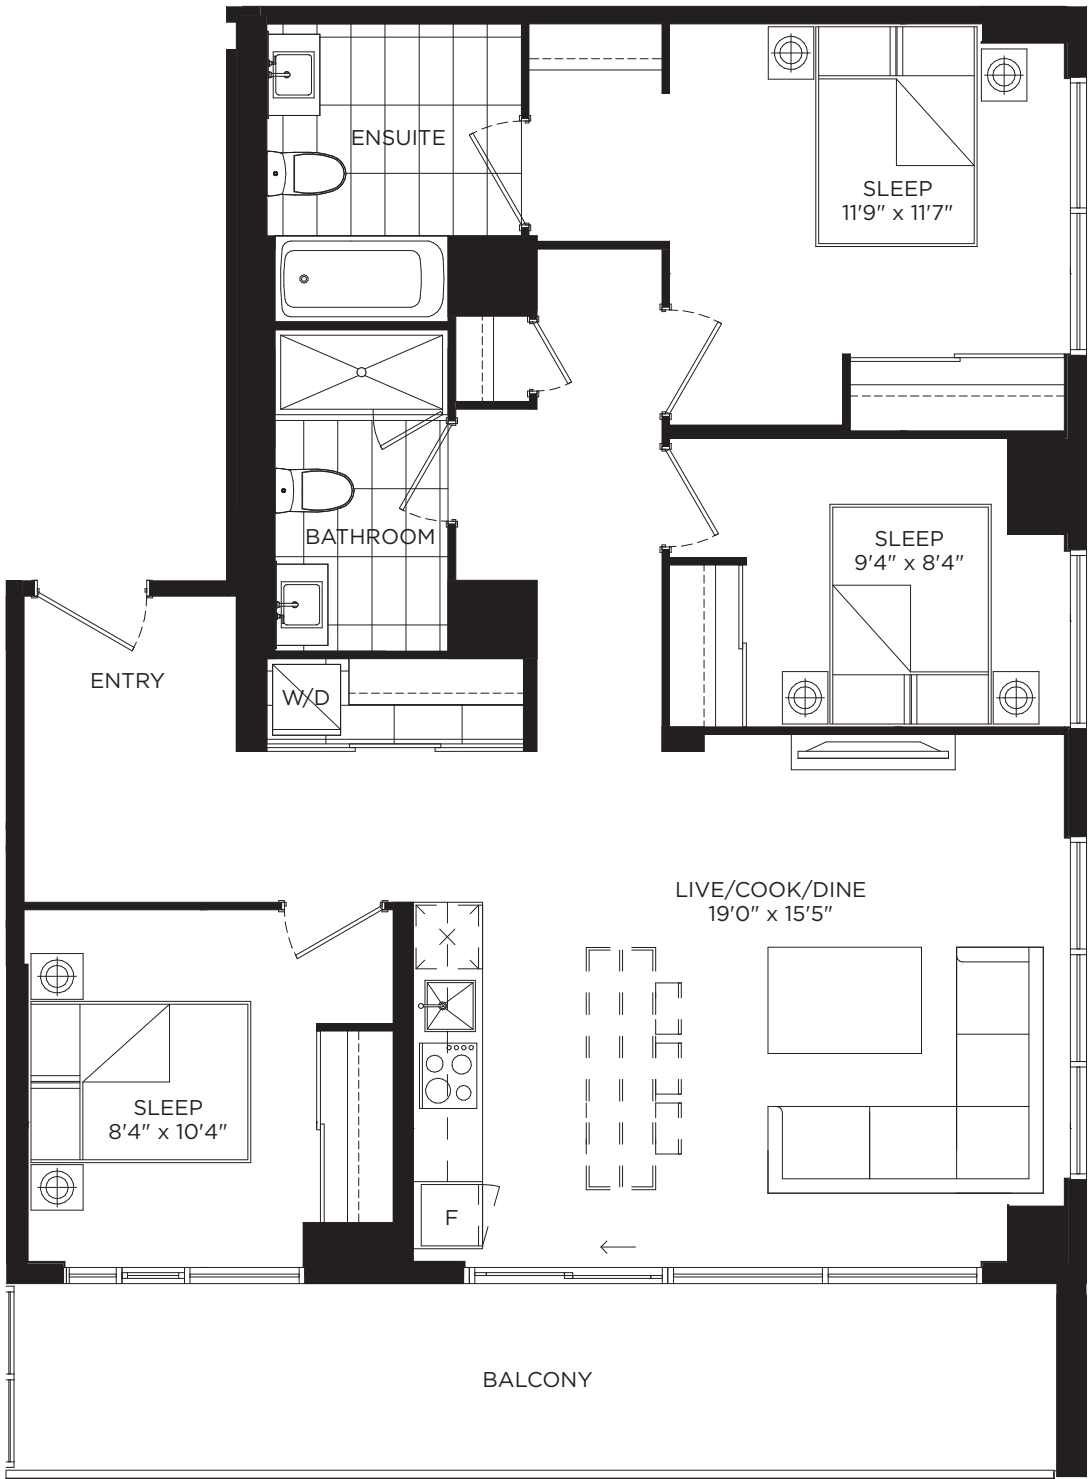 ENSUITE
SLEEP
11'9" x 11'7"
BATHROOM
SLEEP
9'4" x 8'4"
ENTRY
W/D
LIVE/COOK/DINE
19'0" x 15'5"
SLEEP
8'4" x 10'4"
F
BALCONY